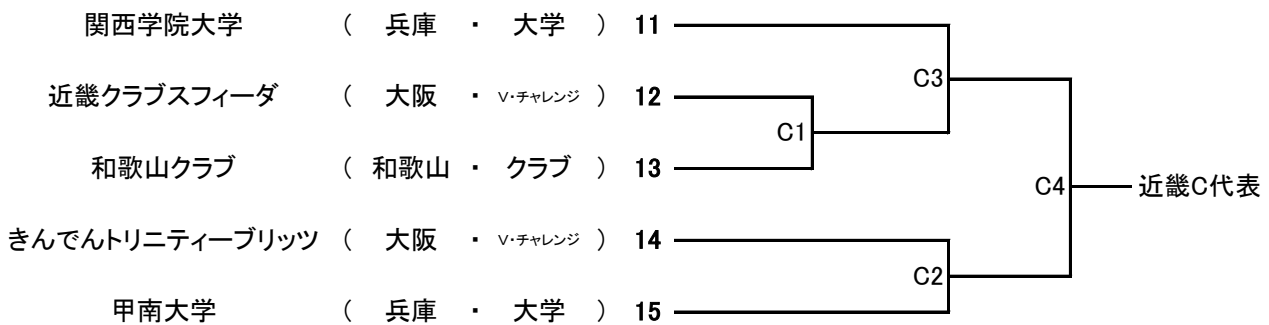 関西学院大学 ( 兵庫 ・ 大学 ) 11
C3
近畿クラブスフィーダ ( 大阪 ・ V・チャレンジ ) 12
C1
和歌山クラブ ( 和歌山 ・ クラブ ) 13
C4 近畿C代表
きんでんトリニティーブリッツ ( 大阪 ・ V・チャレンジ ) 14
C2
甲南大学 ( 兵庫 ・ 大学 ) 15